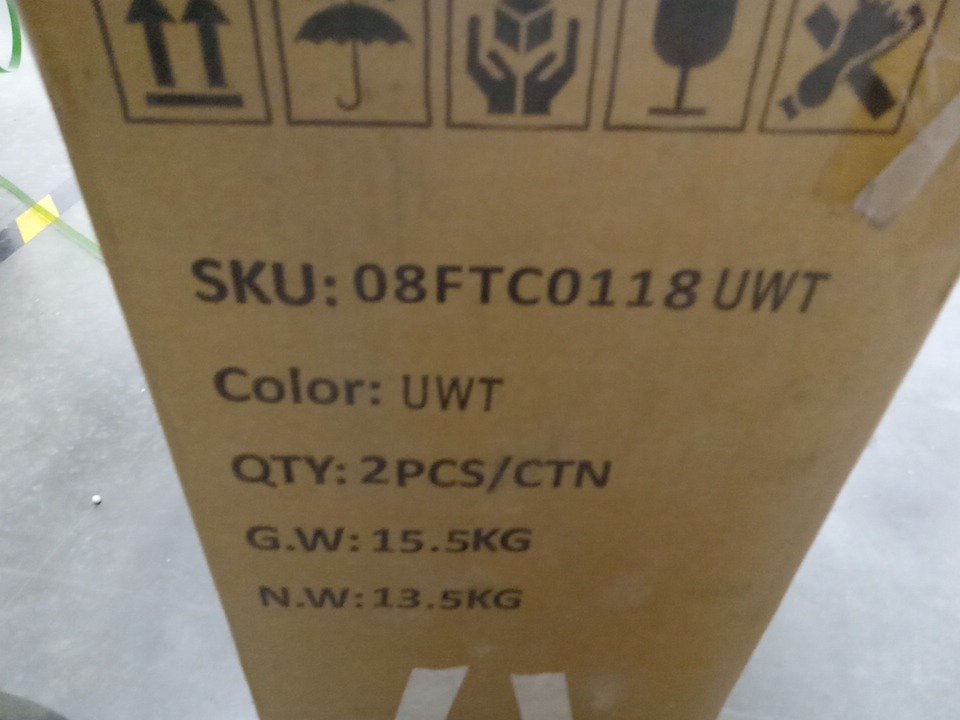 SKU: 08FTC0118 UWT
Color: UWT
QTY: 2PCS/CTN
G.W: 15.5KG
N.W: 13.5KG